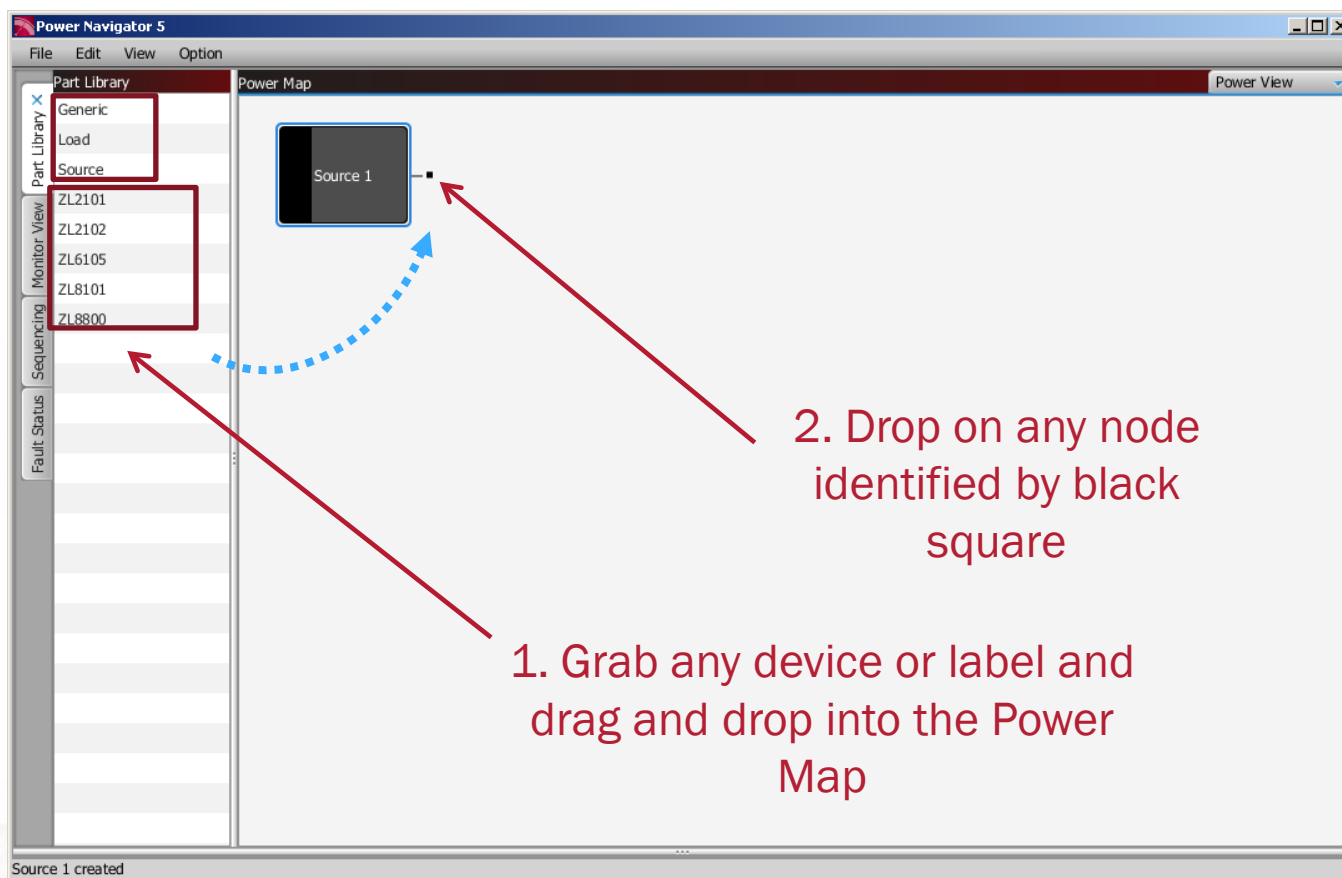 Power Navigator 5
File Edit View Option
Part Library
Power Map
Power View
Part Library
Monitor View
Sequencing
Fault Status
Generic
Load
Source
ZL2101
ZL2102
ZL6105
ZL8101
ZL8800
Source 1
2. Drop on any node
identified by black
square
1. Grab any device or label and
drag and drop into the Power
Map
Source 1 created